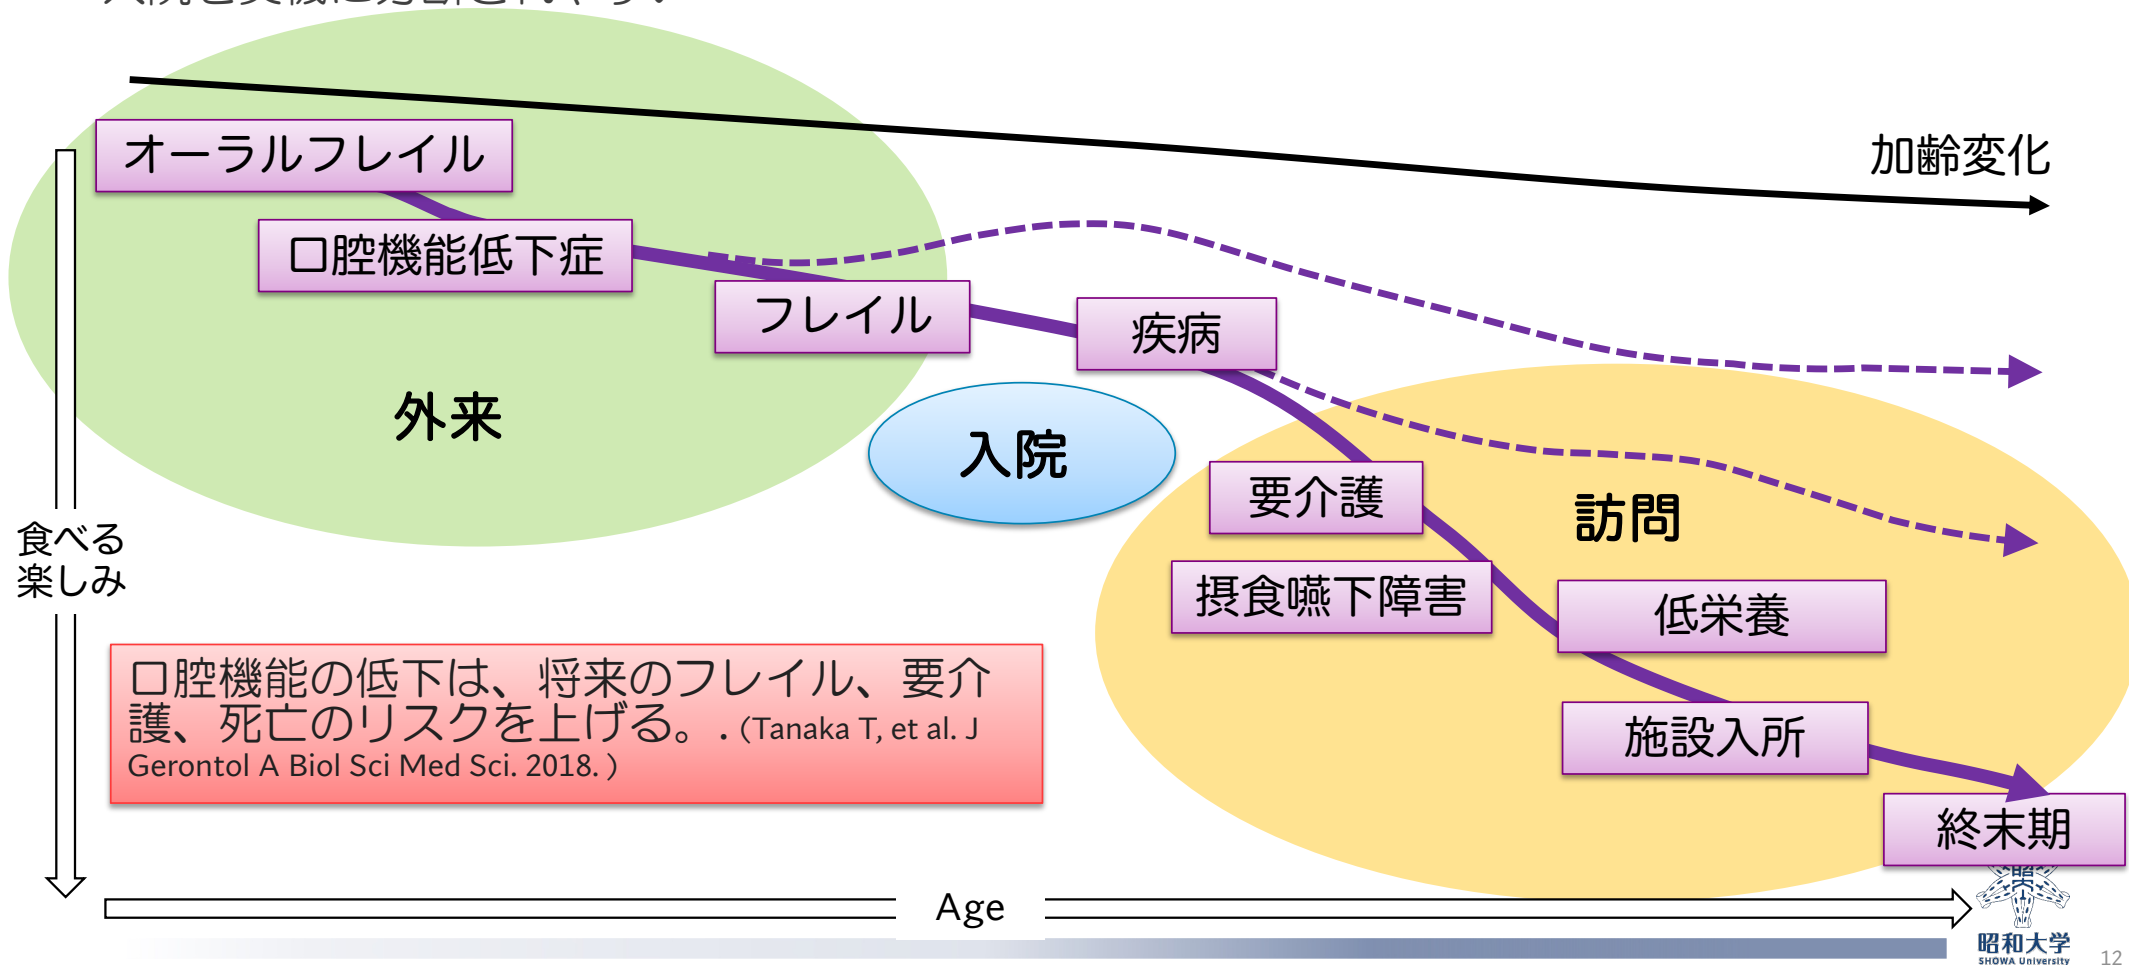 加齢変化
オーラルフレイル
口腔機能低下症
フレイル
疾病
外来
入院
要介護
訪問
食べる
楽しみ
摂食嚥下障害
低栄養
口腔機能の低下は、将来のフレイル、要介
護、死亡のリスクを上げる。. (Tanaka T, et al. J
Gerontol A Biol Sci Med Sci. 2018. )
施設入所
終末期
Age
昭和大学
SHOWA University
12